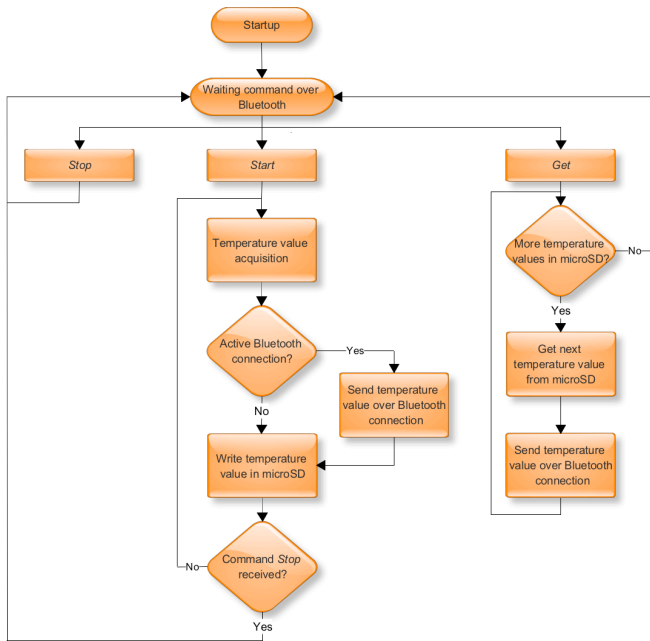 Startup
Waiting command over
Bluetooth
Stop
Start
Get
Temperature value
acquisition
More temperature
values in microSD?
No
Yes
Active Bluetooth
connection?
Yes
No
Get next
temperature value
from microSD
Send temperature
value over Bluetooth
connection
Write temperature
value in microSD
Send temperature
value over Bluetooth
connection
Command Stop
received?
No
Yes